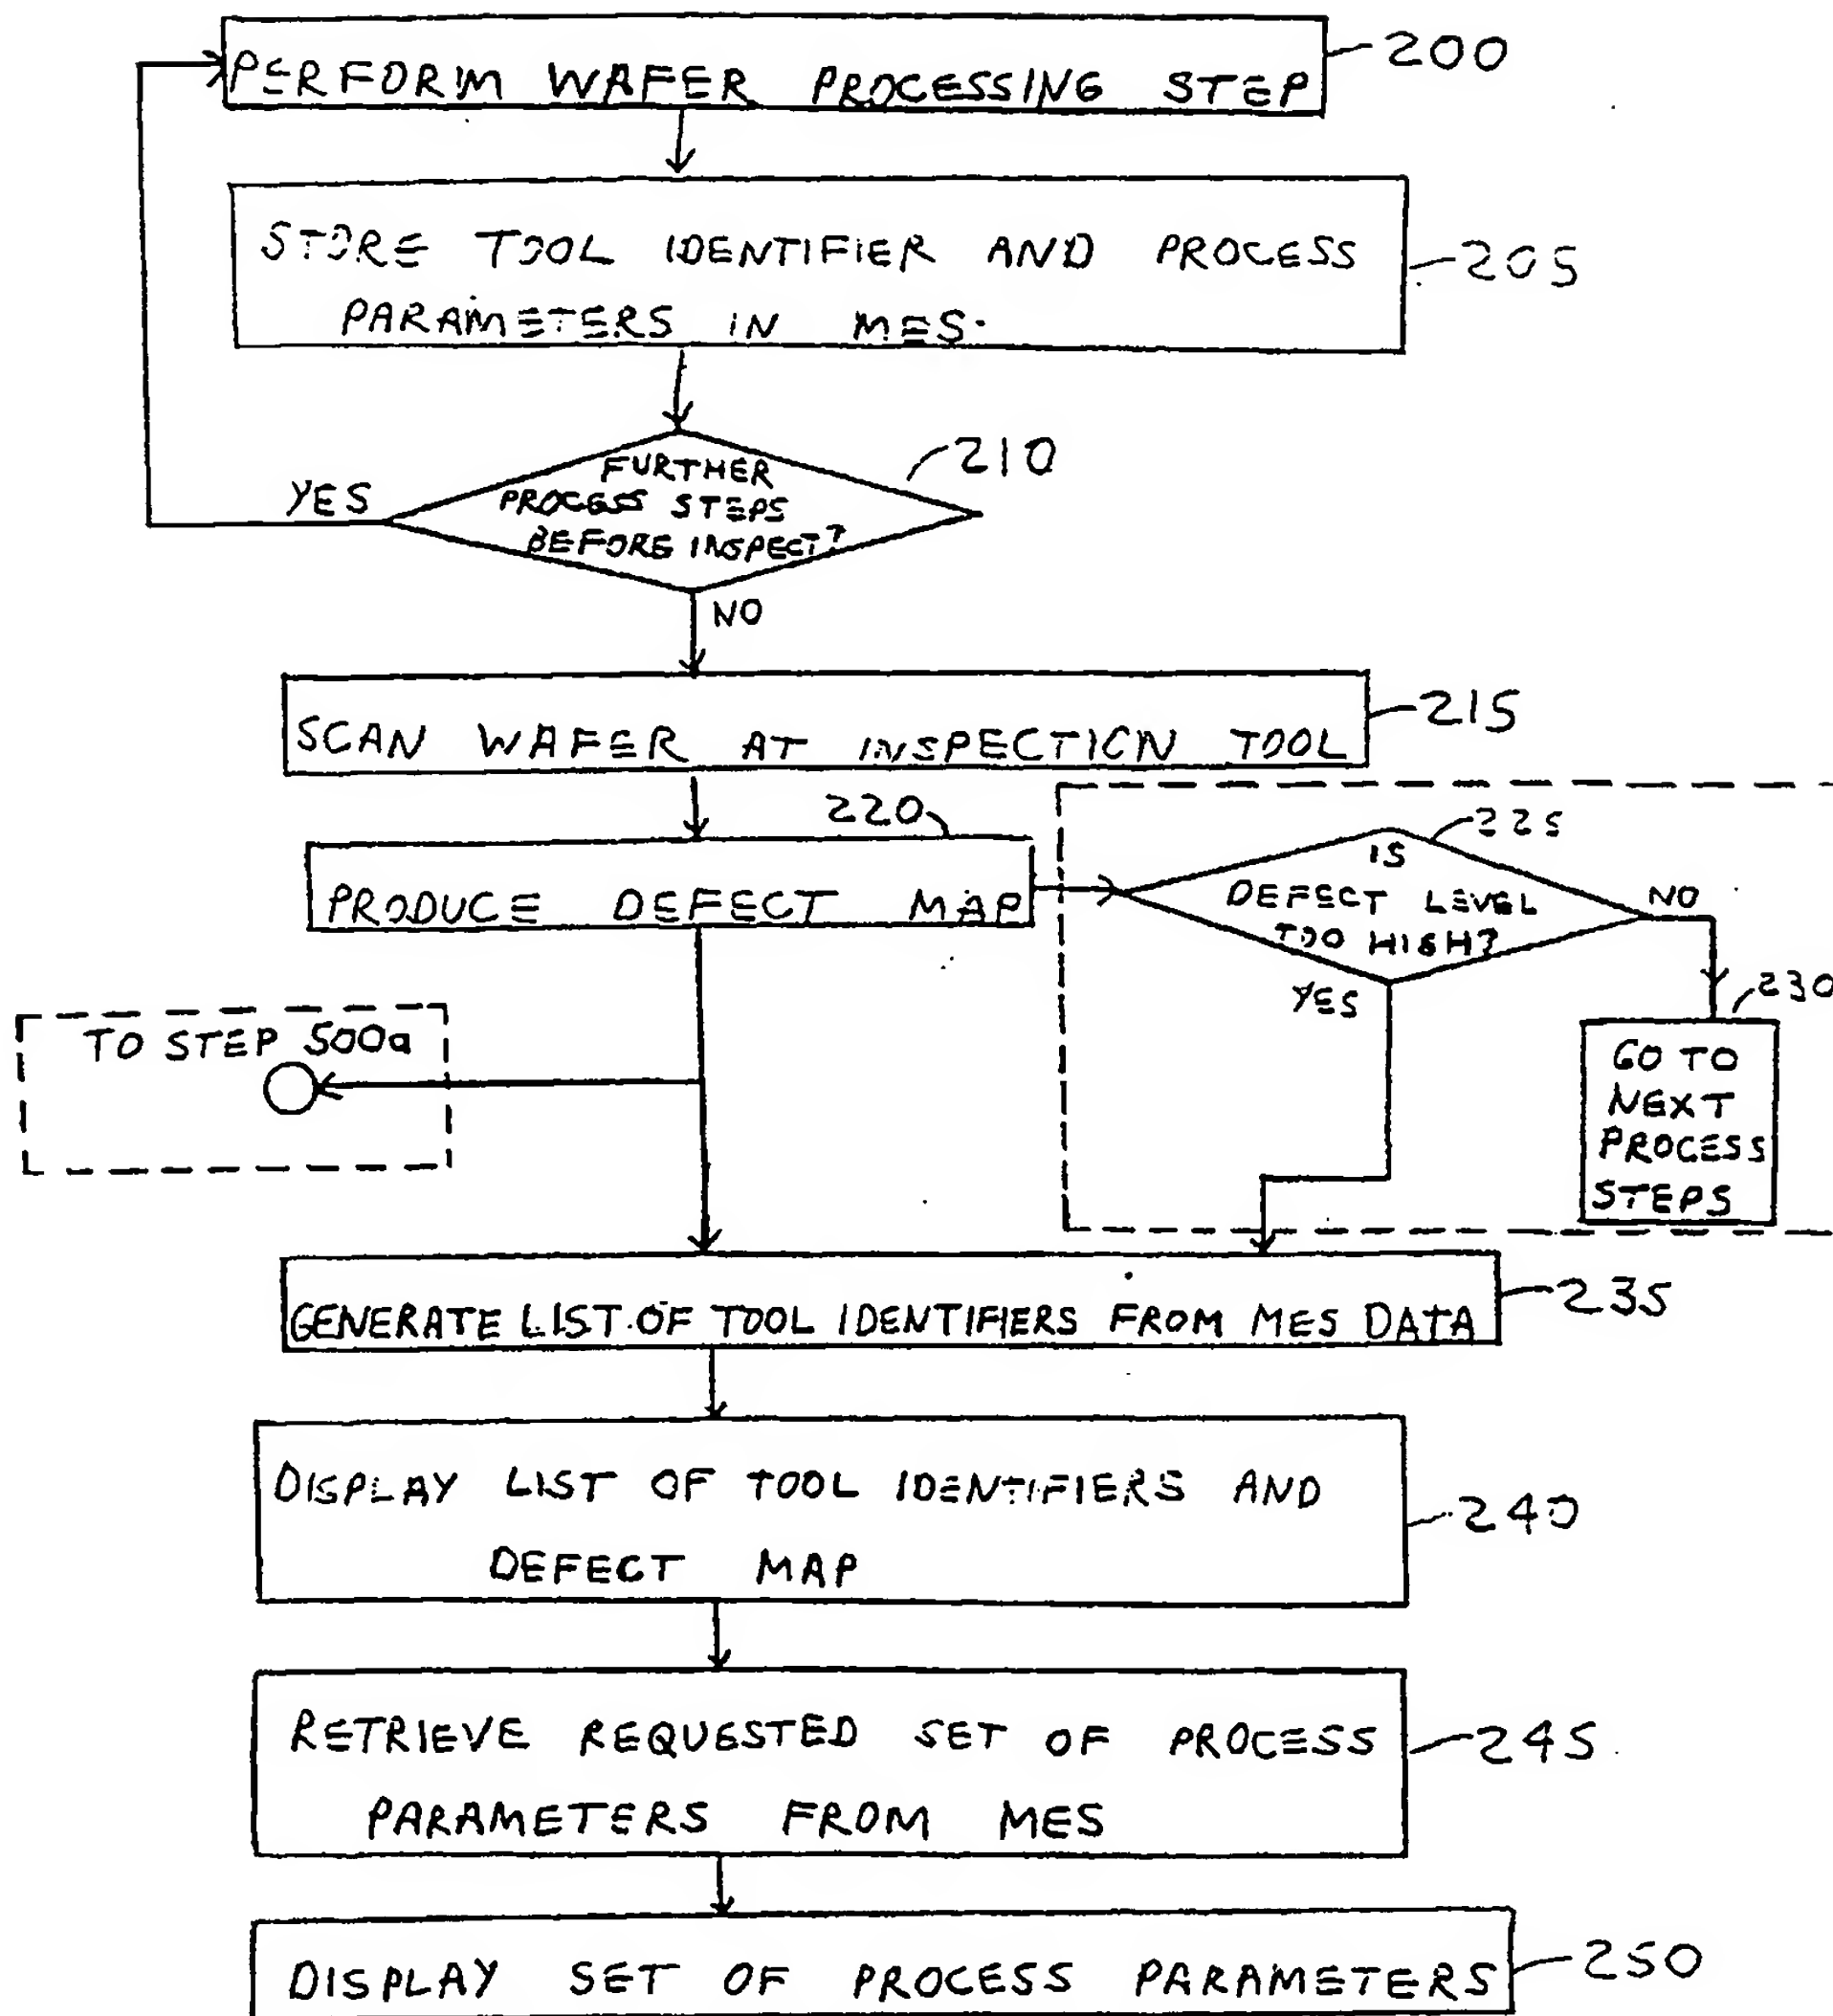 PERFORM WAFER PROCESSING STEP
200
STORE TOOL IDENTIFIER AND PROCESS
PARAMETERS IN MES.
205
FURTHER
PROCESS STEPS
BEFORE INSPECT?
210
YES
NO
SCAN WAFER AT INSPECTION TOOL
215
220
PRODUCE DEFECT MAP
225
IS
DEFECT LEVEL
TOO HIGH?
NO
YES
230
GO TO
NEXT
PROCESS
STEPS
TO STEP 500a
GENERATE LIST OF TOOL IDENTIFIERS FROM MES DATA
235
DISPLAY LIST OF TOOL IDENTIFIERS AND
DEFECT MAP
240
RETRIEVE REQUESTED SET OF PROCESS
PARAMETERS FROM MES
245
DISPLAY SET OF PROCESS PARAMETERS
250